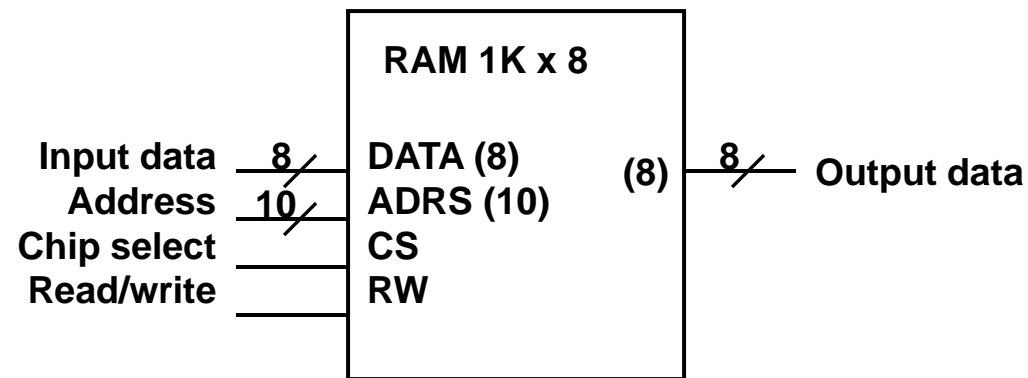 RAM 1K x 8
Input data 8 DATA (8) (8) 8 Output data
Address 10 ADRS (10)
Chip select CS
Read/write RW